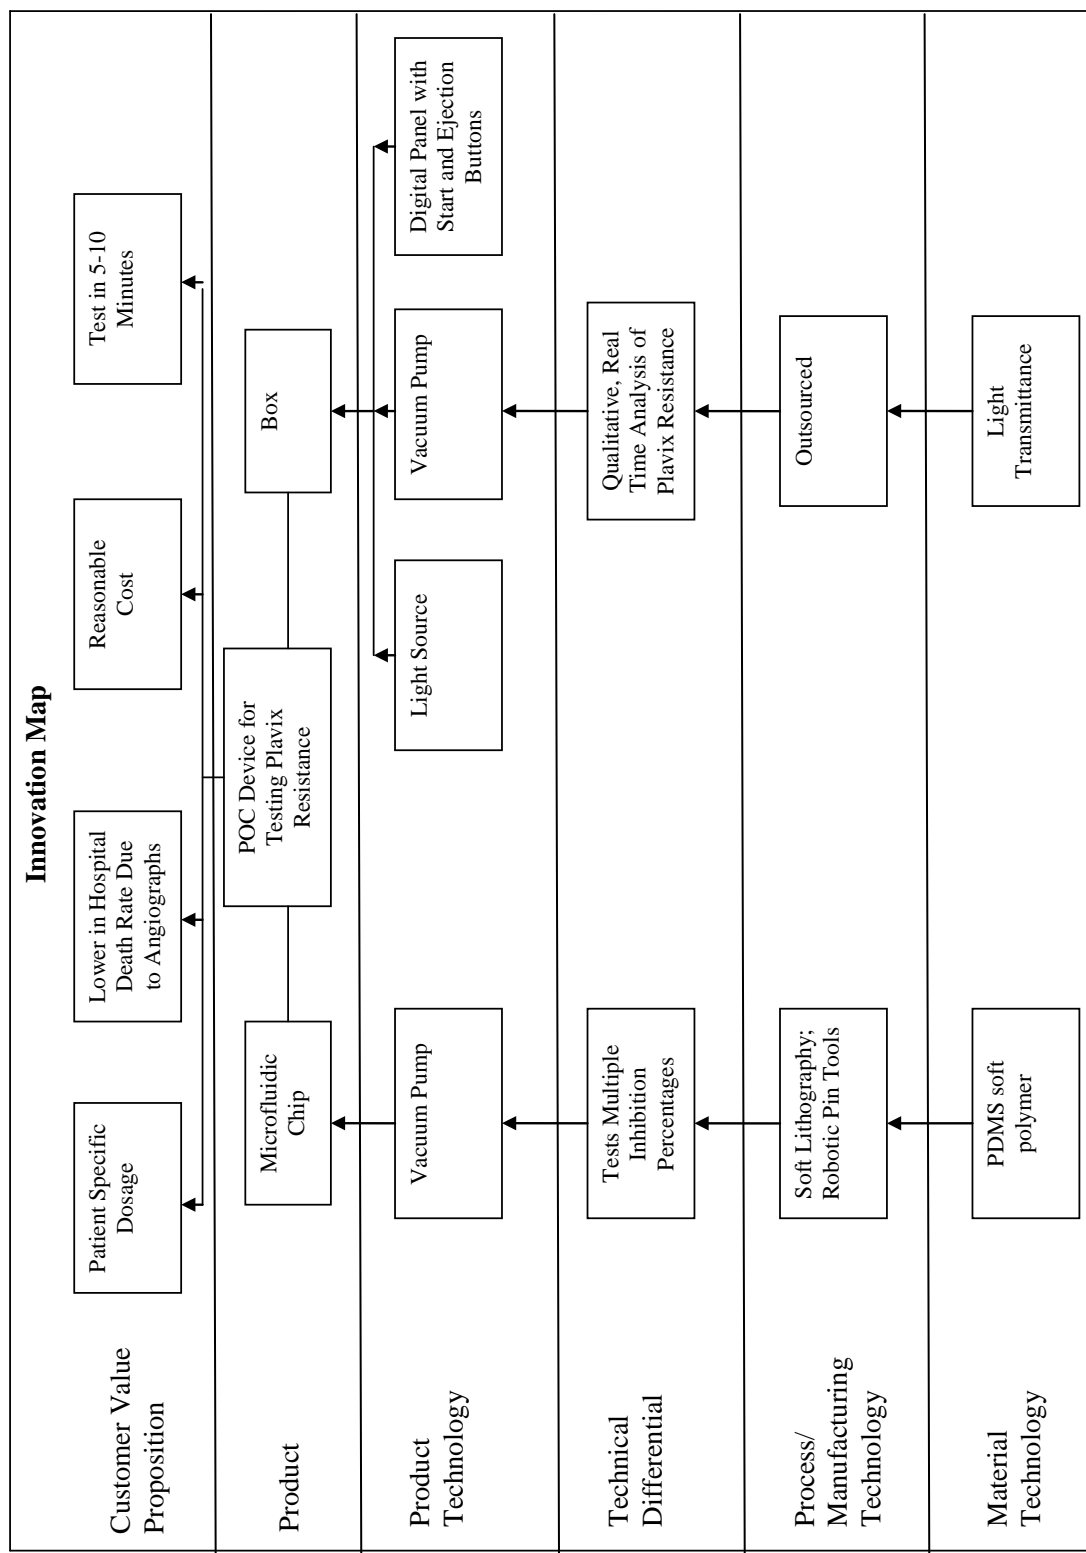 Innovation Map
Customer Value
Proposition
Patient Specific
Dosage
Lower in Hospital
Death Rate Due
to Angiographs
Reasonable
Cost
Test in 5-10
Minutes
Product
Microfluidic
Chip
POC Device for
Testing Plavix
Resistance
Box
Product
Technology
Vacuum Pump
Light Source
Vacuum Pump
Digital Panel with
Start and Ejection
Buttons
Technical
Differential
Tests Multiple
Inhibition
Percentages
Qualitative, Real
Time Analysis of
Plavix Resistance
Process/
Manufacturing
Technology
Soft Lithography;
Robotic Pin Tools
Outsourced
Material
Technology
PDMS soft
polymer
Light
Transmittance